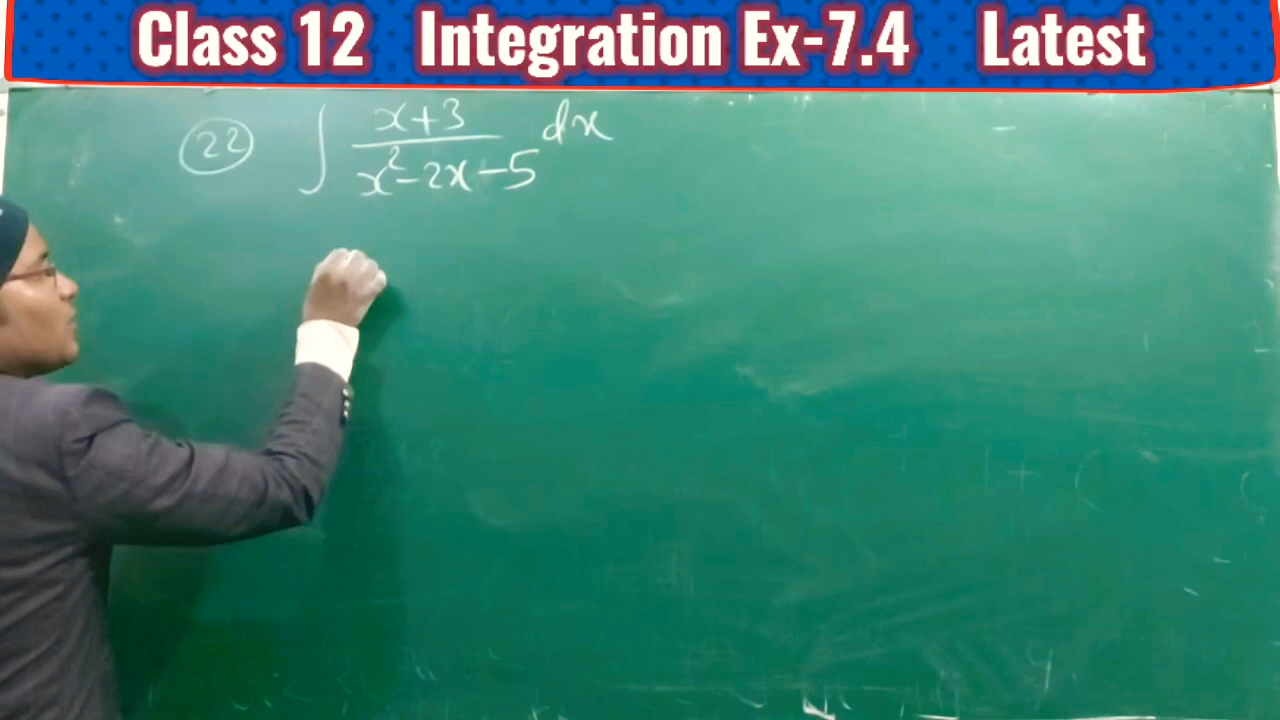 Class 12 Integration Ex-7.4 Latest
22 ∫ x+3 / x²-2x-5 dx